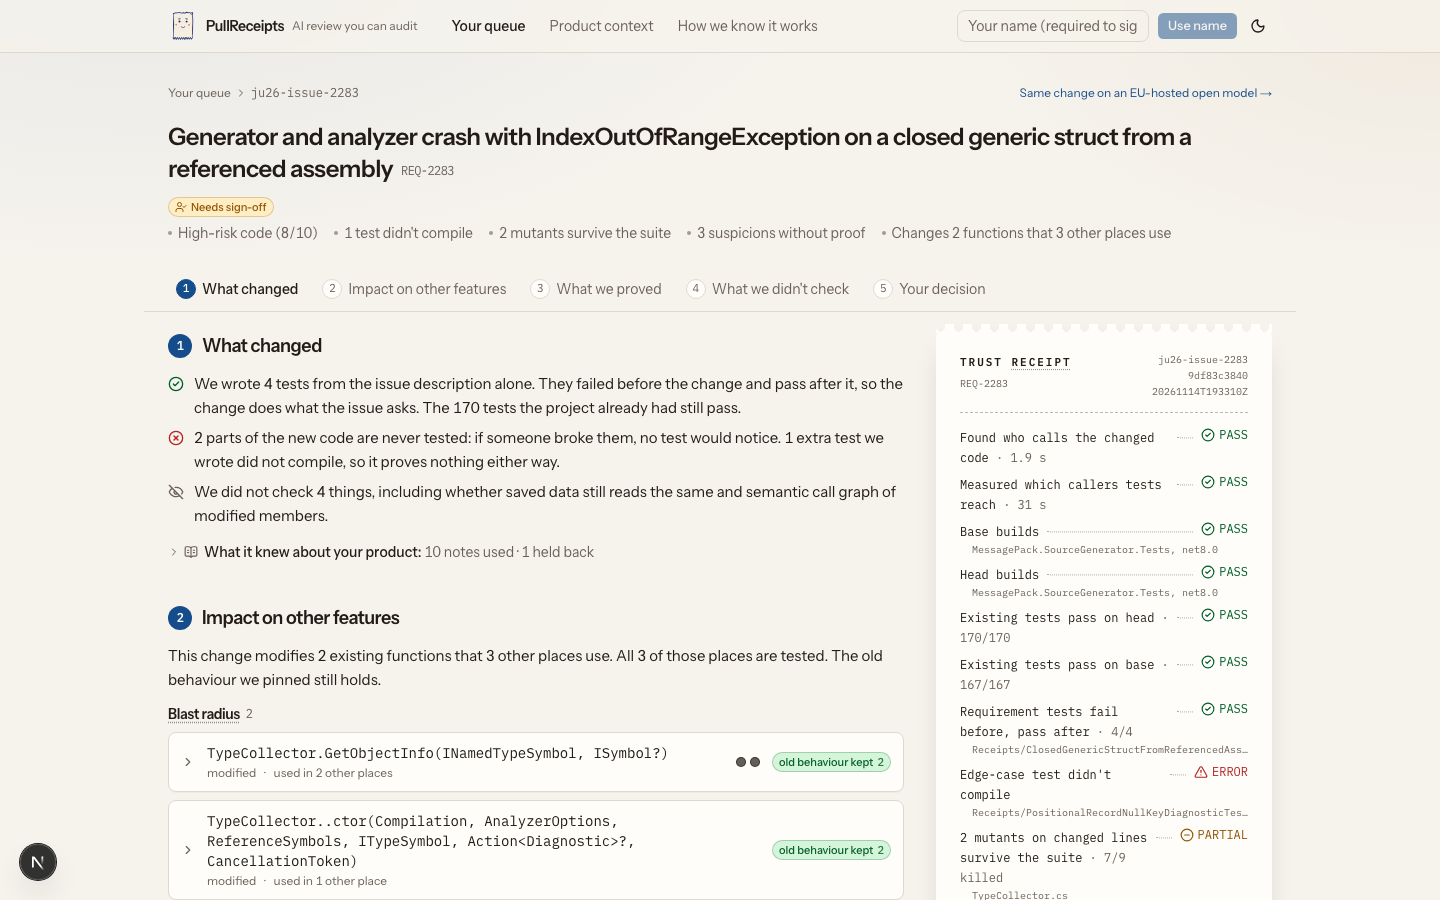 PullReceipts AI review you can audit Your queue Product context How we know it works Your name (required to sig Use name
Your queue > ju26-issue-2283 Same change on an EU-hosted open model →
Generator and analyzer crash with IndexOutOfRangeException on a closed generic struct from a
referenced assembly REQ-2283
Needs sign-off
• High-risk code (8/10) • 1 test didn't compile • 2 mutants survive the suite • 3 suspicions without proof • Changes 2 functions that 3 other places use
1 What changed 2 Impact on other features 3 What we proved 4 What we didn't check 5 Your decision
1 What changed
We wrote 4 tests from the issue description alone. They failed before the change and pass after it, so the
change does what the issue asks. The 170 tests the project already had still pass.
2 parts of the new code are never tested: if someone broke them, no test would notice. 1 extra test we
wrote did not compile, so it proves nothing either way.
We did not check 4 things, including whether saved data still reads the same and semantic call graph of
modified members.
What it knew about your product: 10 notes used · 1 held back
2 Impact on other features
This change modifies 2 existing functions that 3 other places use. All 3 of those places are tested. The old
behaviour we pinned still holds.
Blast radius 2
TypeCollector.GetObjectInfo(INamedTypeSymbol, ISymbol?)
modified · used in 2 other places
old behaviour kept 2
TypeCollector..ctor(Compilation, AnalyzerOptions,
ReferenceSymbols, ITypeSymbol, Action<Diagnostic>?,
CancellationToken)
modified · used in 1 other place
old behaviour kept 2
N
TRUST RECEIPT
REQ-2283
ju26-issue-2283
9df83c3840
20261114T193310Z
Found who calls the changed PASS
code · 1.9 s
Measured which callers tests PASS
reach · 31 s
Base builds PASS
MessagePack.SourceGenerator.Tests, net8.0
Head builds PASS
MessagePack.SourceGenerator.Tests, net8.0
Existing tests pass on head · PASS
170/170
Existing tests pass on base · PASS
167/167
Requirement tests fail PASS
before, pass after · 4/4
Receipts/ClosedGenericStructFromReferencedAss…
Edge-case test didn't ERROR
compile
Receipts/PositionalRecordNullKeyDiagnosticTes…
2 mutants on changed lines PARTIAL
survive the suite · 7/9
killed
TypeCollector.cs